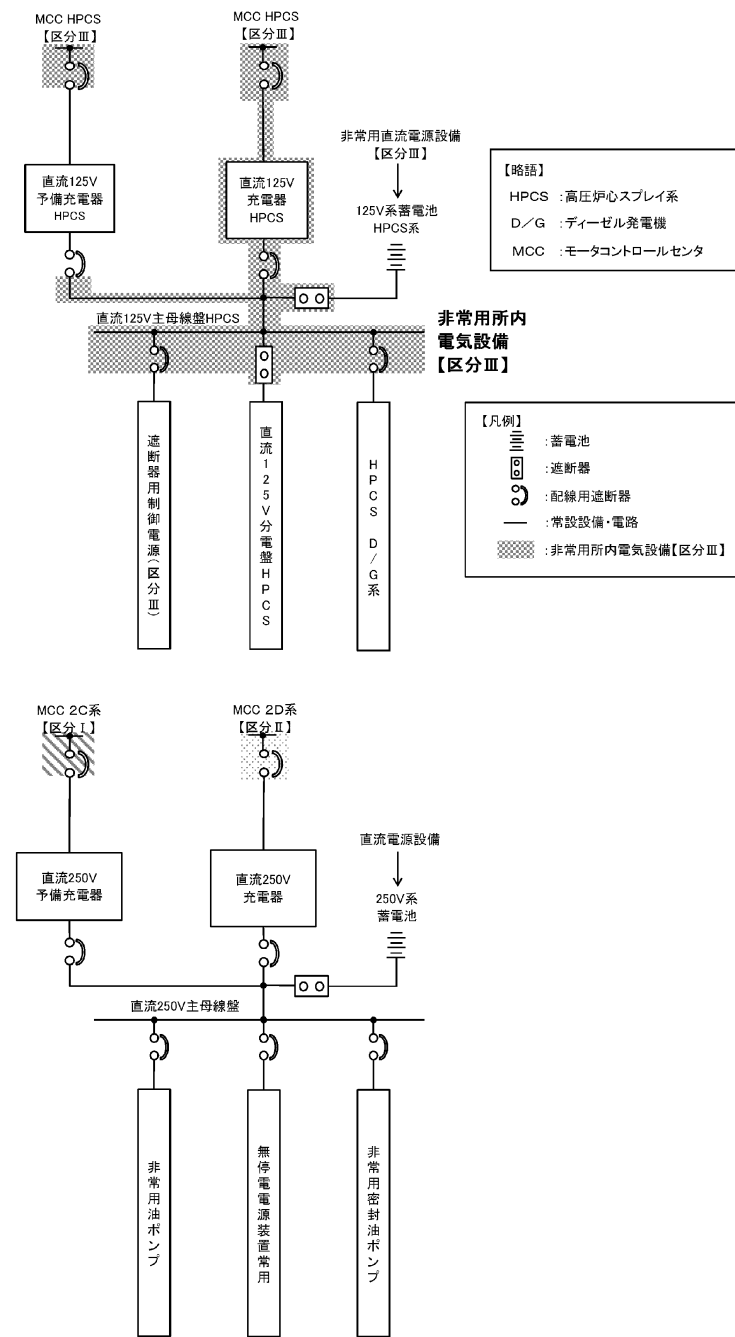 MCC HPCS
【区分Ⅲ】
MCC HPCS
【区分Ⅲ】
非常用直流電源設備
【区分Ⅲ】
直流125V
予備充電器
HPCS
直流125V
充電器
HPCS
125V系蓄電池
HPCS系
【略語】
HPCS :高圧炉心スプレイ系
D/G :ディーゼル発電機
MCC :モータコントロールセンタ
直流125V主母線盤HPCS
非常用所内
電気設備
【区分Ⅲ】
遮断器用制御電源(区分Ⅲ)
直流125V分電盤HPCS
HPCS D/G系
【凡例】
:蓄電池
:遮断器
:配線用遮断器
:常設設備・電路
:非常用所内電気設備【区分Ⅲ】
MCC 2C系
【区分Ⅰ】
MCC 2D系
【区分Ⅱ】
直流電源設備
直流250V
予備充電器
直流250V
充電器
250V系
蓄電池
直流250V主母線盤
非常用油ポンプ
無停電電源装置常用
非常用密封油ポンプ